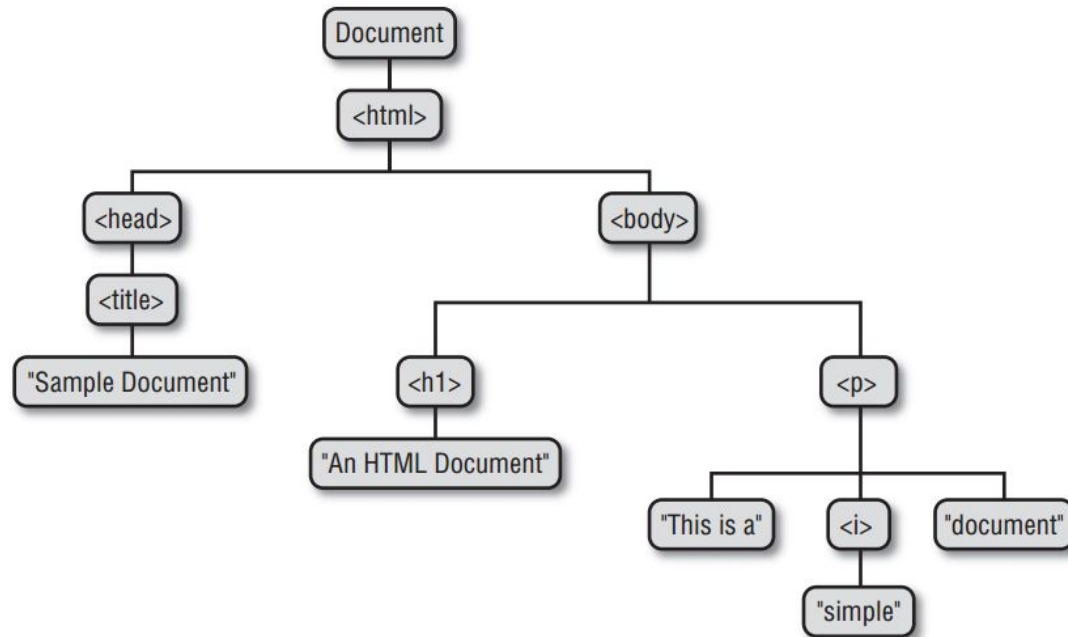 Document
<html>
<head>
<body>
<title>
"Sample Document"
<h1>
<p>
"An HTML Document"
"This is a"
<i>
"document"
"simple"